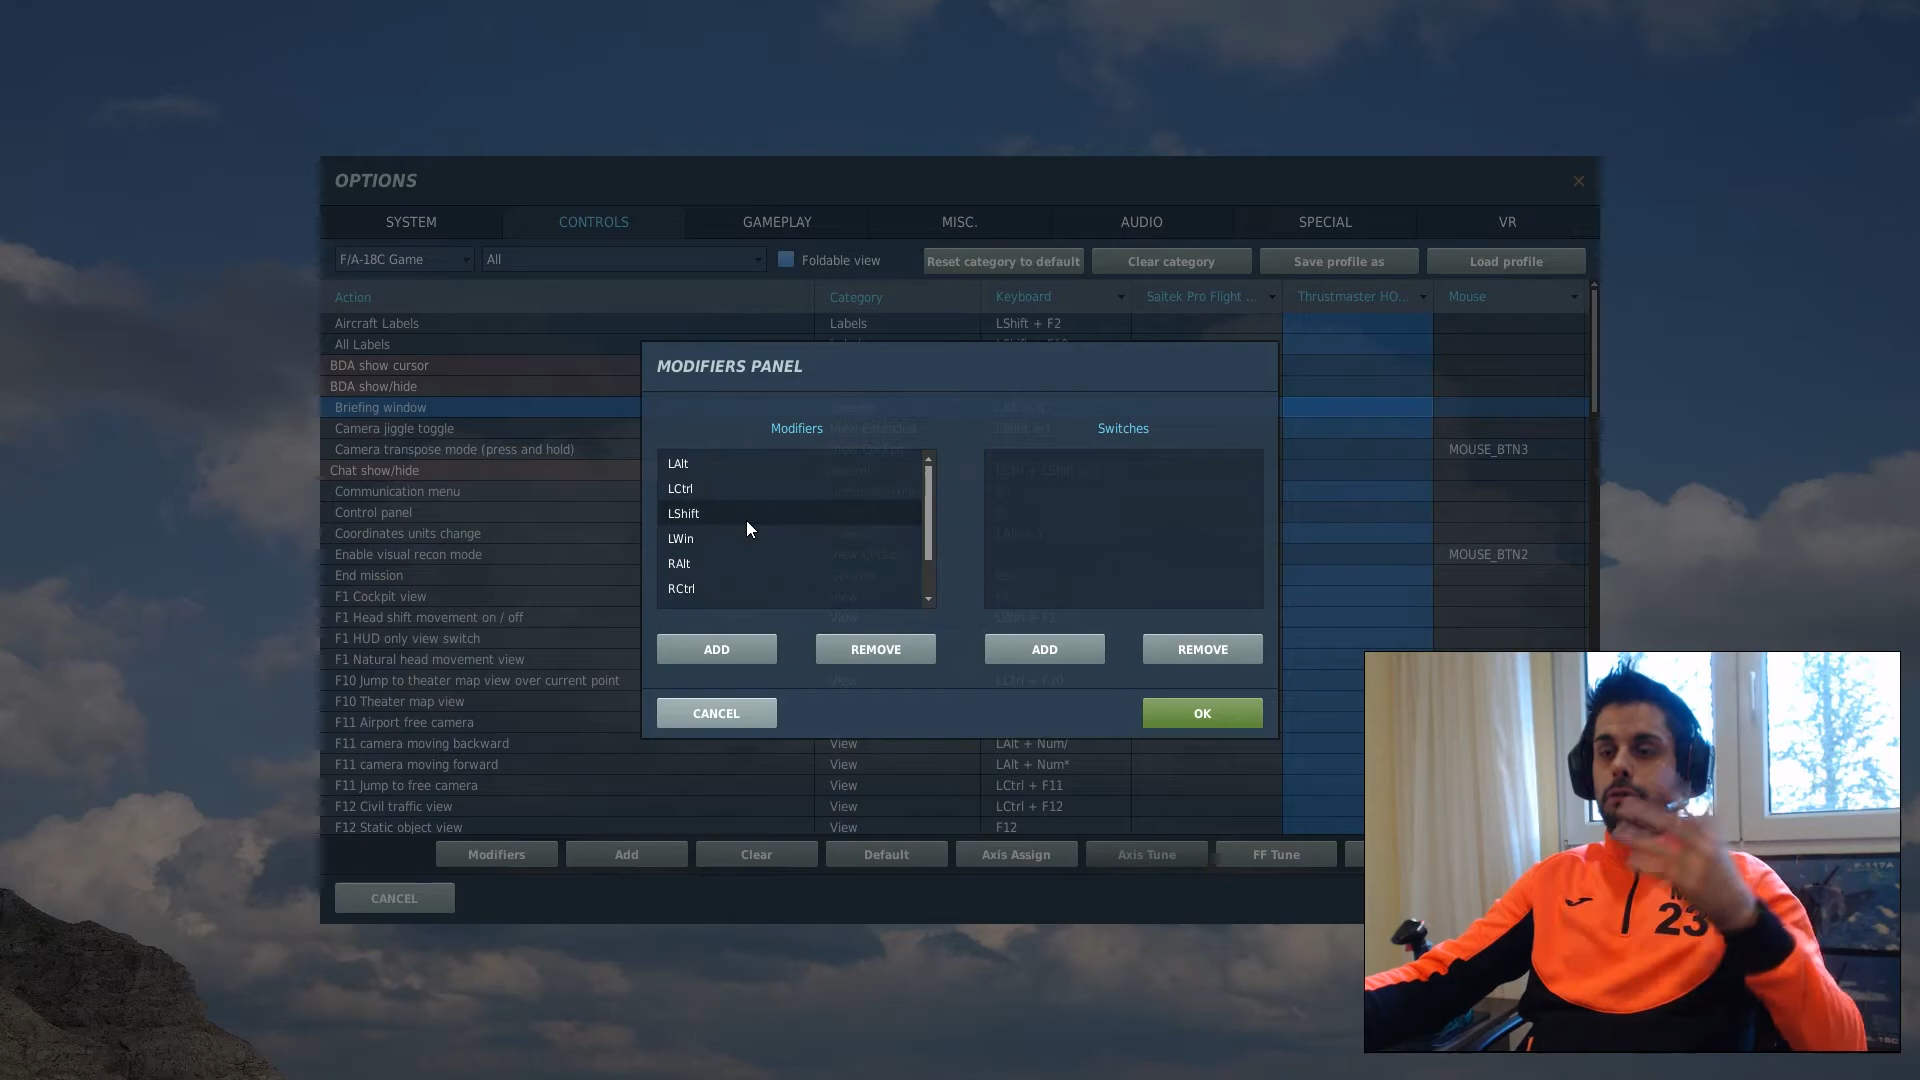 OPTIONS
SYSTEM CONTROLS GAMEPLAY MISC. AUDIO SPECIAL VR
F/A-18C Game All Foldable view Reset category to default Clear category Save profile as Load profile
Action Category Keyboard Saitek Pro Flight ... Thrustmaster HO... Mouse
Aircraft Labels Labels LShift + F2
All Labels
BDA show cursor
BDA show/hide
Briefing window
Camera jiggle toggle
Camera transpose mode (press and hold) MOUSE_BTN3
Chat show/hide
Communication menu
Control panel
Coordinates units change
Enable visual recon mode MOUSE_BTN2
End mission
F1 Cockpit view
F1 Head shift movement on / off
F1 HUD only view switch
F1 Natural head movement view
F10 Jump to theater map view over current point
F10 Theater map view
F11 Airport free camera
F11 camera moving backward View LAlt + Num/
F11 camera moving forward View LAlt + Num*
F11 Jump to free camera View LCtrl + F11
F12 Civil traffic view View LCtrl + F12
F12 Static object view View F12
MODIFIERS PANEL
Modifiers Switches
LAlt
LCtrl
LShift
LWin
RAlt
RCtrl
ADD REMOVE ADD REMOVE
CANCEL OK
Modifiers Add Clear Default Axis Assign Axis Tune FF Tune
CANCEL
23
F-117A